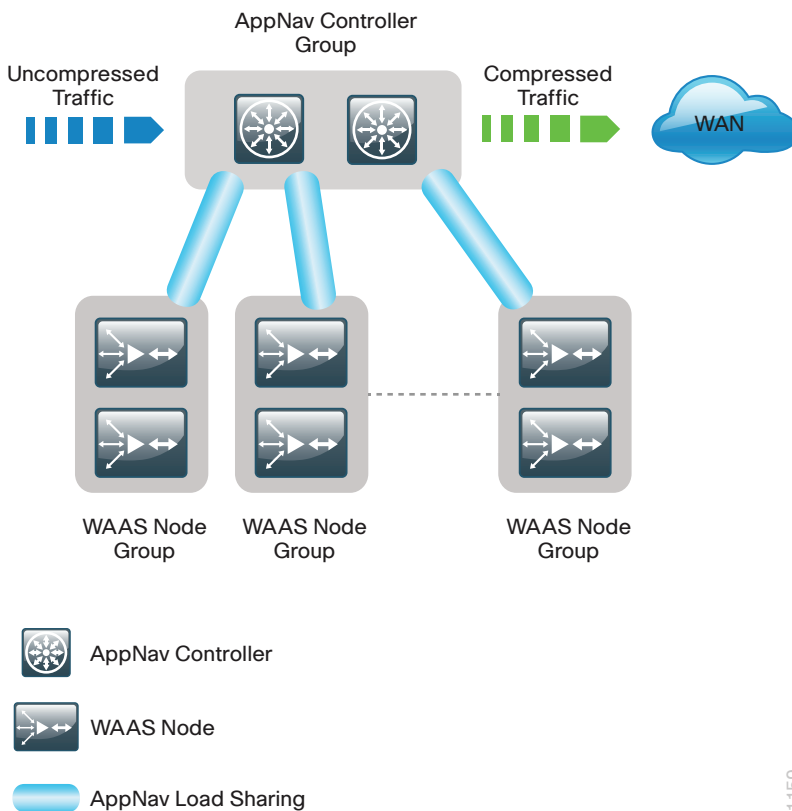 AppNav Controller
Group
Uncompressed
Traffic
Compressed
Traffic
WAN
WAAS Node
Group
WAAS Node
Group
WAAS Node
Group
AppNav Controller
WAAS Node
AppNav Load Sharing